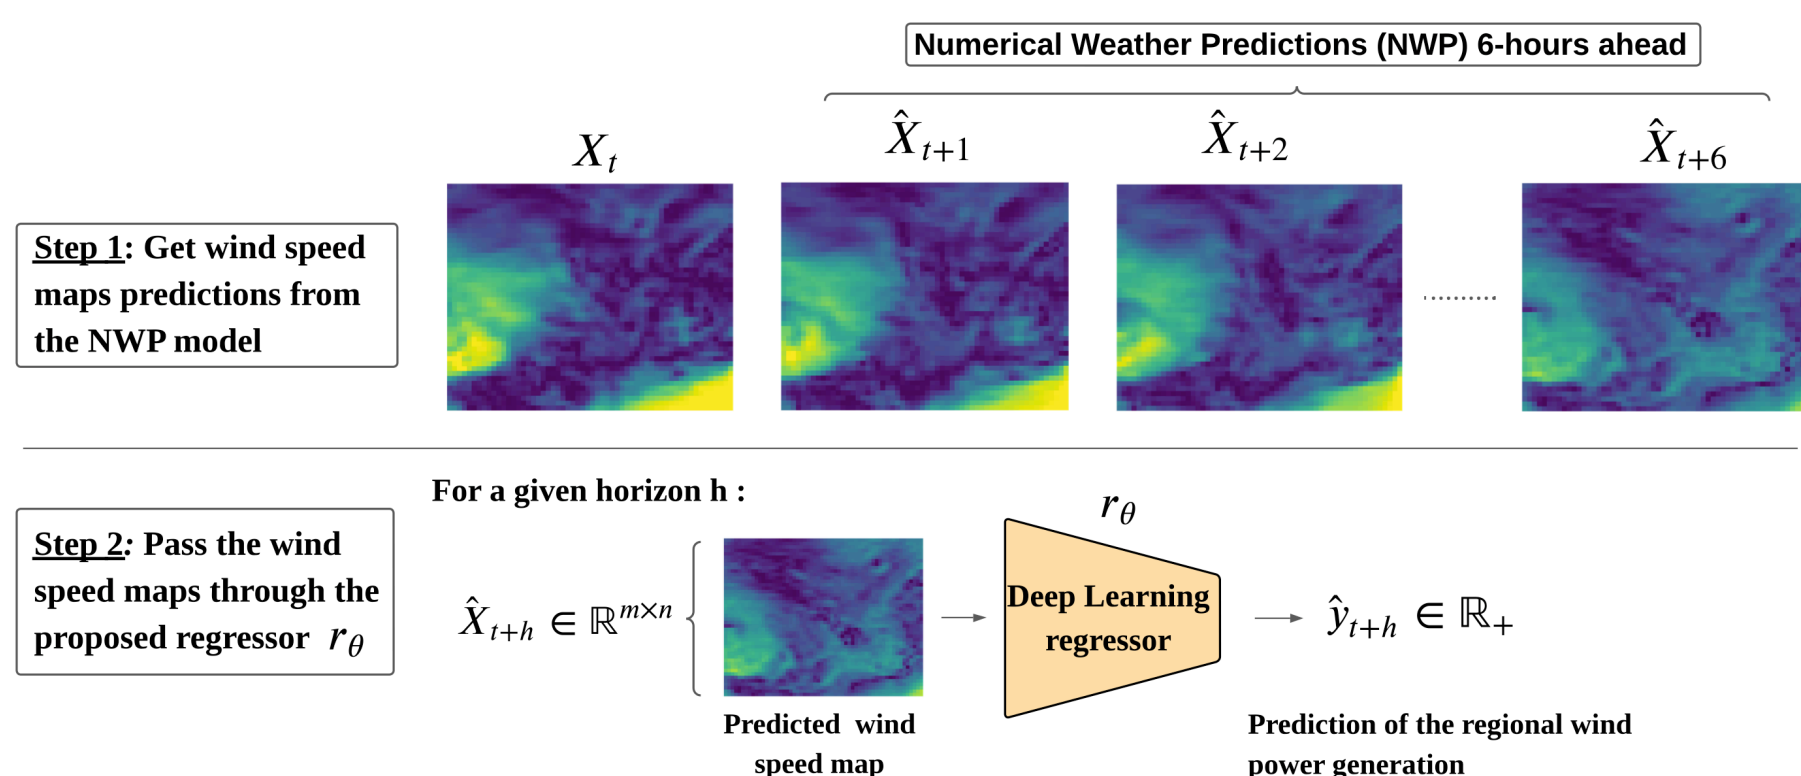 Numerical Weather Predictions (NWP) 6-hours ahead
X_t
X̂_{t+1}
X̂_{t+2}
X̂_{t+6}
Step 1: Get wind speed
maps predictions from
the NWP model
..........
For a given horizon h :
Step 2: Pass the wind
speed maps through the
proposed regressor r_θ
X̂_{t+h} ∈ ℝ^{m×n}
r_θ
Deep Learning
regressor
ŷ_{t+h} ∈ ℝ_+
Predicted wind
speed map
Prediction of the regional wind
power generation